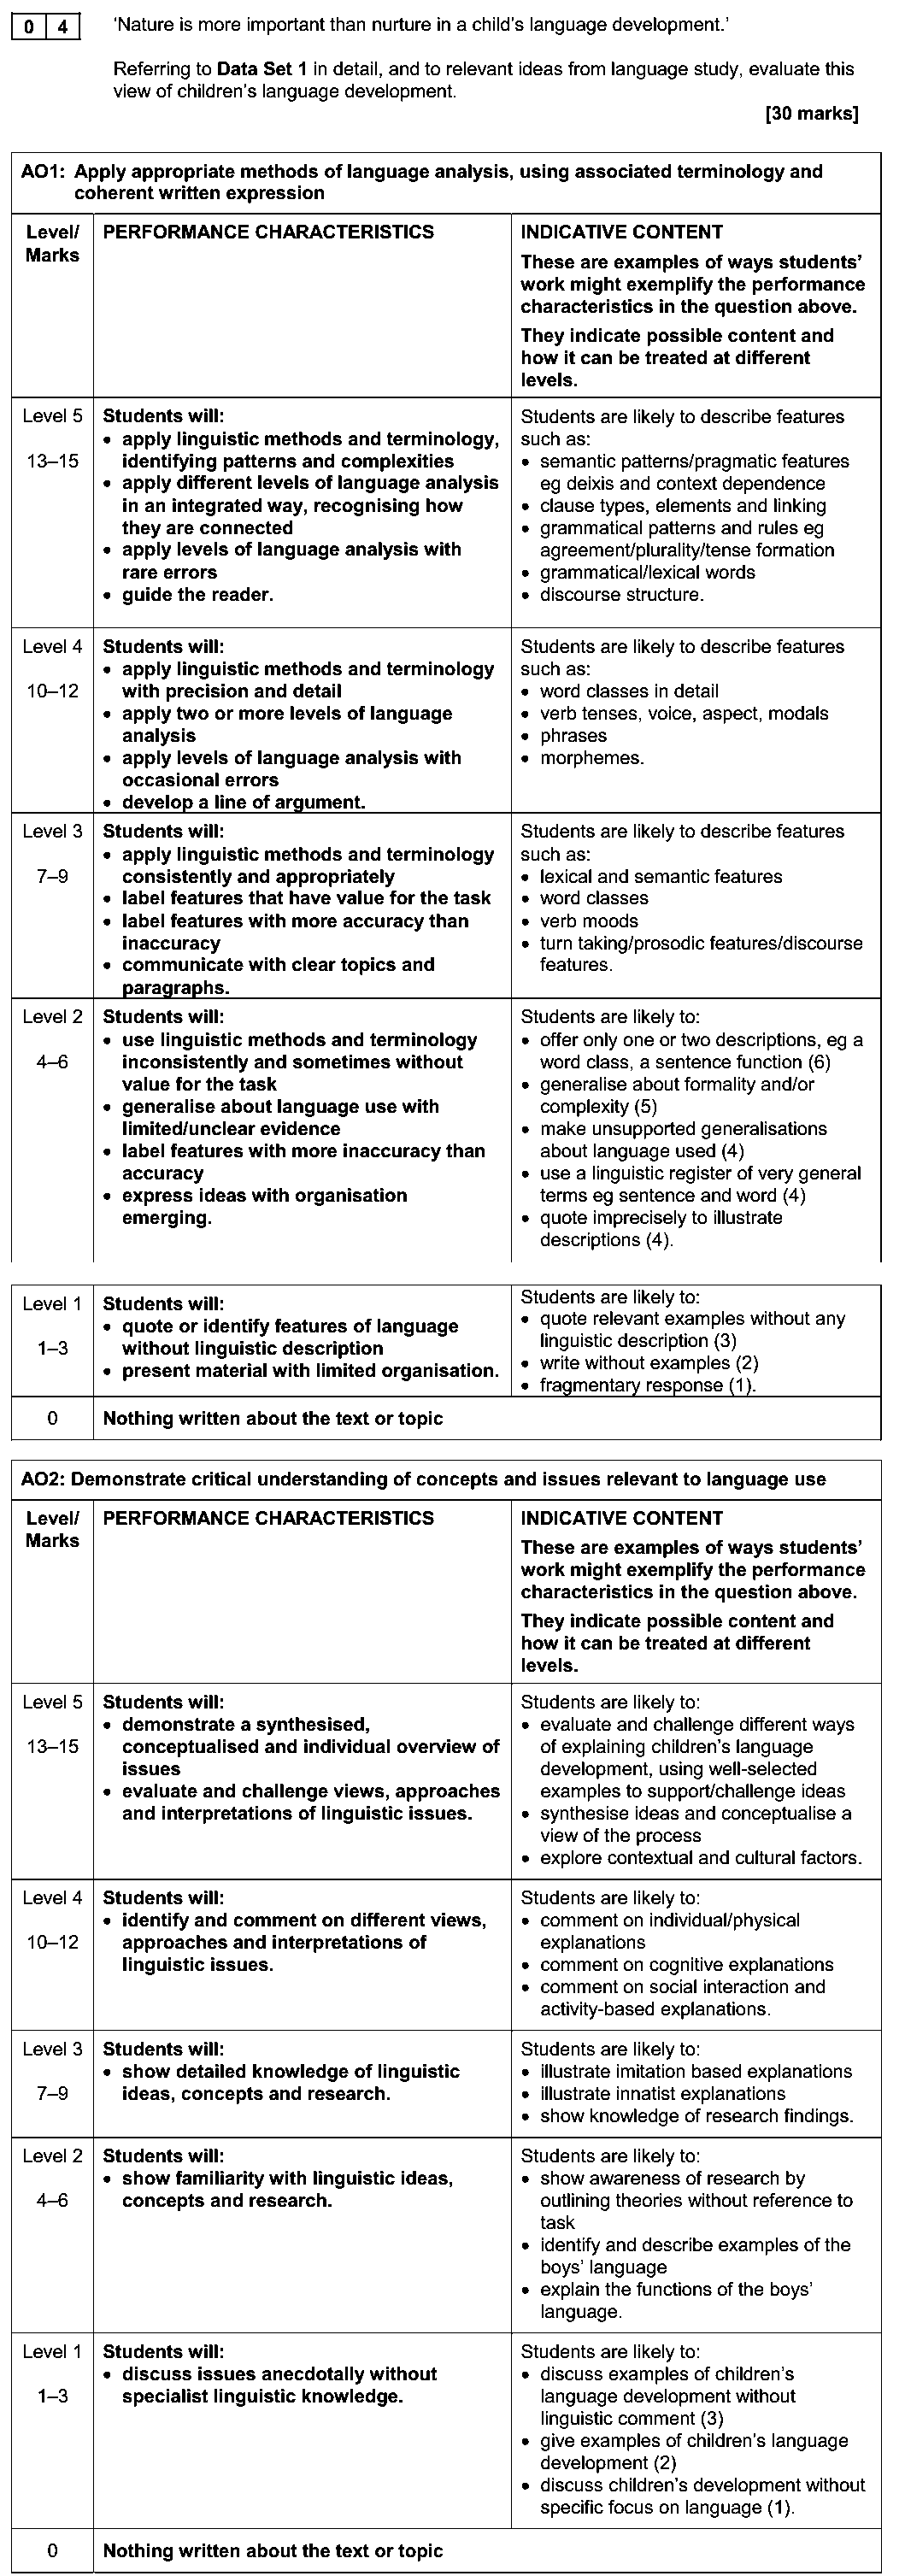 0 4 ‘Nature is more important than nurture in a child’s language development.’
Referring to Data Set 1 in detail, and to relevant ideas from language study, evaluate this
view of children’s language development.
[30 marks]
AO1: Apply appropriate methods of language analysis, using associated terminology and
coherent written expression
Level/
Marks
PERFORMANCE CHARACTERISTICS
INDICATIVE CONTENT
These are examples of ways students’
work might exemplify the performance
characteristics in the question above.
They indicate possible content and
how it can be treated at different
levels.
Level 5
13–15
Students will:
• apply linguistic methods and terminology,
identifying patterns and complexities
• apply different levels of language analysis
in an integrated way, recognising how
they are connected
• apply levels of language analysis with
rare errors
• guide the reader.
Students are likely to describe features
such as:
• semantic patterns/pragmatic features
eg deixis and context dependence
• clause types, elements and linking
• grammatical patterns and rules eg
agreement/plurality/tense formation
• grammatical/lexical words
• discourse structure.
Level 4
10–12
Students will:
• apply linguistic methods and terminology
with precision and detail
• apply two or more levels of language
analysis
• apply levels of language analysis with
occasional errors
• develop a line of argument.
Students are likely to describe features
such as:
• word classes in detail
• verb tenses, voice, aspect, modals
• phrases
• morphemes.
Level 3
7–9
Students will:
• apply linguistic methods and terminology
consistently and appropriately
• label features that have value for the task
• label features with more accuracy than
inaccuracy
• communicate with clear topics and
paragraphs.
Students are likely to describe features
such as:
• lexical and semantic features
• word classes
• verb moods
• turn taking/prosodic features/discourse
features.
Level 2
4–6
Students will:
• use linguistic methods and terminology
inconsistently and sometimes without
value for the task
• generalise about language use with
limited/unclear evidence
• label features with more inaccuracy than
accuracy
• express ideas with organisation
emerging.
Students are likely to:
• offer only one or two descriptions, eg a
word class, a sentence function (6)
• generalise about formality and/or
complexity (5)
• make unsupported generalisations
about language used (4)
• use a linguistic register of very general
terms eg sentence and word (4)
• quote imprecisely to illustrate
descriptions (4).
Level 1
1–3
Students will:
• quote or identify features of language
without linguistic description
• present material with limited organisation.
Students are likely to:
• quote relevant examples without any
linguistic description (3)
• write without examples (2)
• fragmentary response (1).
0
Nothing written about the text or topic
AO2: Demonstrate critical understanding of concepts and issues relevant to language use
Level/
Marks
PERFORMANCE CHARACTERISTICS
INDICATIVE CONTENT
These are examples of ways students’
work might exemplify the performance
characteristics in the question above.
They indicate possible content and
how it can be treated at different
levels.
Level 5
13–15
Students will:
• demonstrate a synthesised,
conceptualised and individual overview of
issues
• evaluate and challenge views, approaches
and interpretations of linguistic issues.
Students are likely to:
• evaluate and challenge different ways
of explaining children’s language
development, using well-selected
examples to support/challenge ideas
• synthesise ideas and conceptualise a
view of the process
• explore contextual and cultural factors.
Level 4
10–12
Students will:
• identify and comment on different views,
approaches and interpretations of
linguistic issues.
Students are likely to:
• comment on individual/physical
explanations
• comment on cognitive explanations
• comment on social interaction and
activity-based explanations.
Level 3
7–9
Students will:
• show detailed knowledge of linguistic
ideas, concepts and research.
Students are likely to:
• illustrate imitation based explanations
• illustrate innatist explanations
• show knowledge of research findings.
Level 2
4–6
Students will:
• show familiarity with linguistic ideas,
concepts and research.
Students are likely to:
• show awareness of research by
outlining theories without reference to
task
• identify and describe examples of the
boys’ language
• explain the functions of the boys’
language.
Level 1
1–3
Students will:
• discuss issues anecdotally without
specialist linguistic knowledge.
Students are likely to:
• discuss examples of children’s
language development without
linguistic comment (3)
• give examples of children’s language
development (2)
• discuss children’s development without
specific focus on language (1).
0
Nothing written about the text or topic